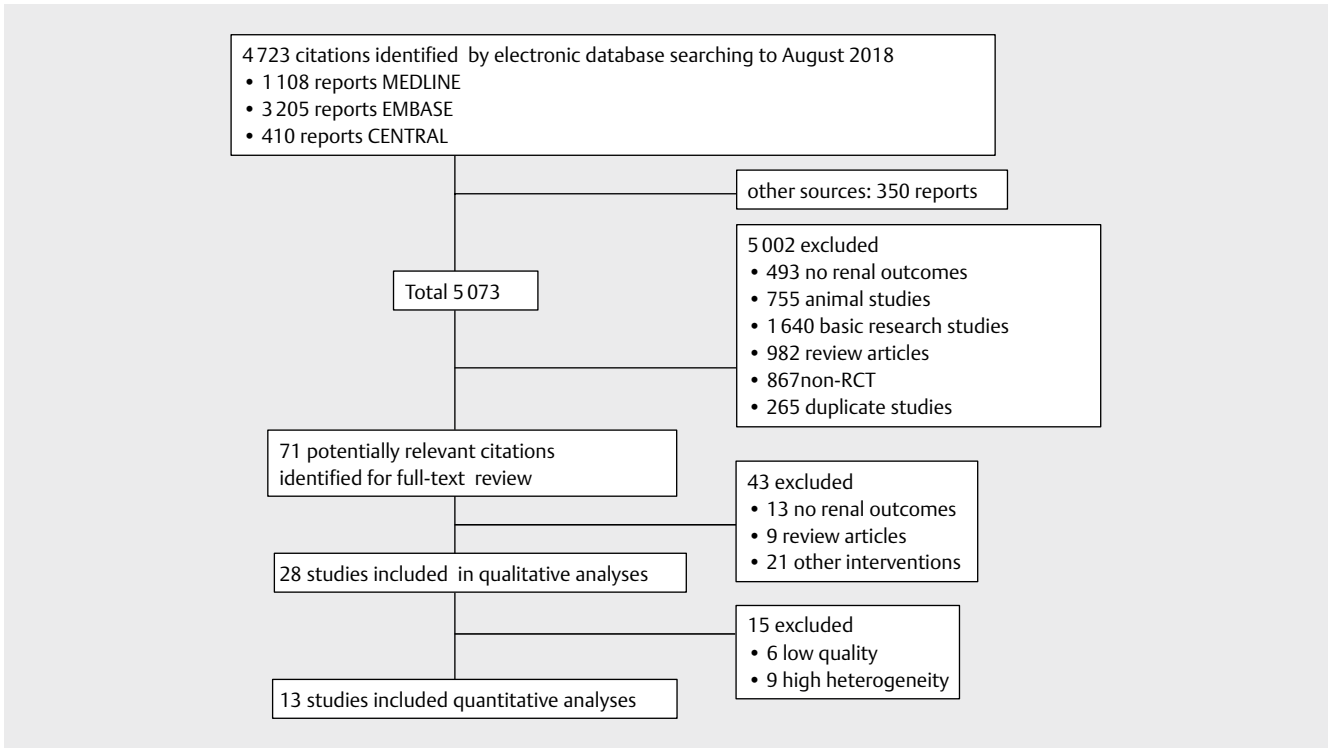 4 723 citations identified by electronic database searching to August 2018
• 1 108 reports MEDLINE
• 3 205 reports EMBASE
• 410 reports CENTRAL
other sources: 350 reports
Total 5 073
5 002 excluded
• 493 no renal outcomes
• 755 animal studies
• 1 640 basic research studies
• 982 review articles
• 867non-RCT
• 265 duplicate studies
71 potentially relevant citations
identified for full-text review
43 excluded
• 13 no renal outcomes
• 9 review articles
• 21 other interventions
28 studies included in qualitative analyses
15 excluded
• 6 low quality
• 9 high heterogeneity
13 studies included quantitative analyses